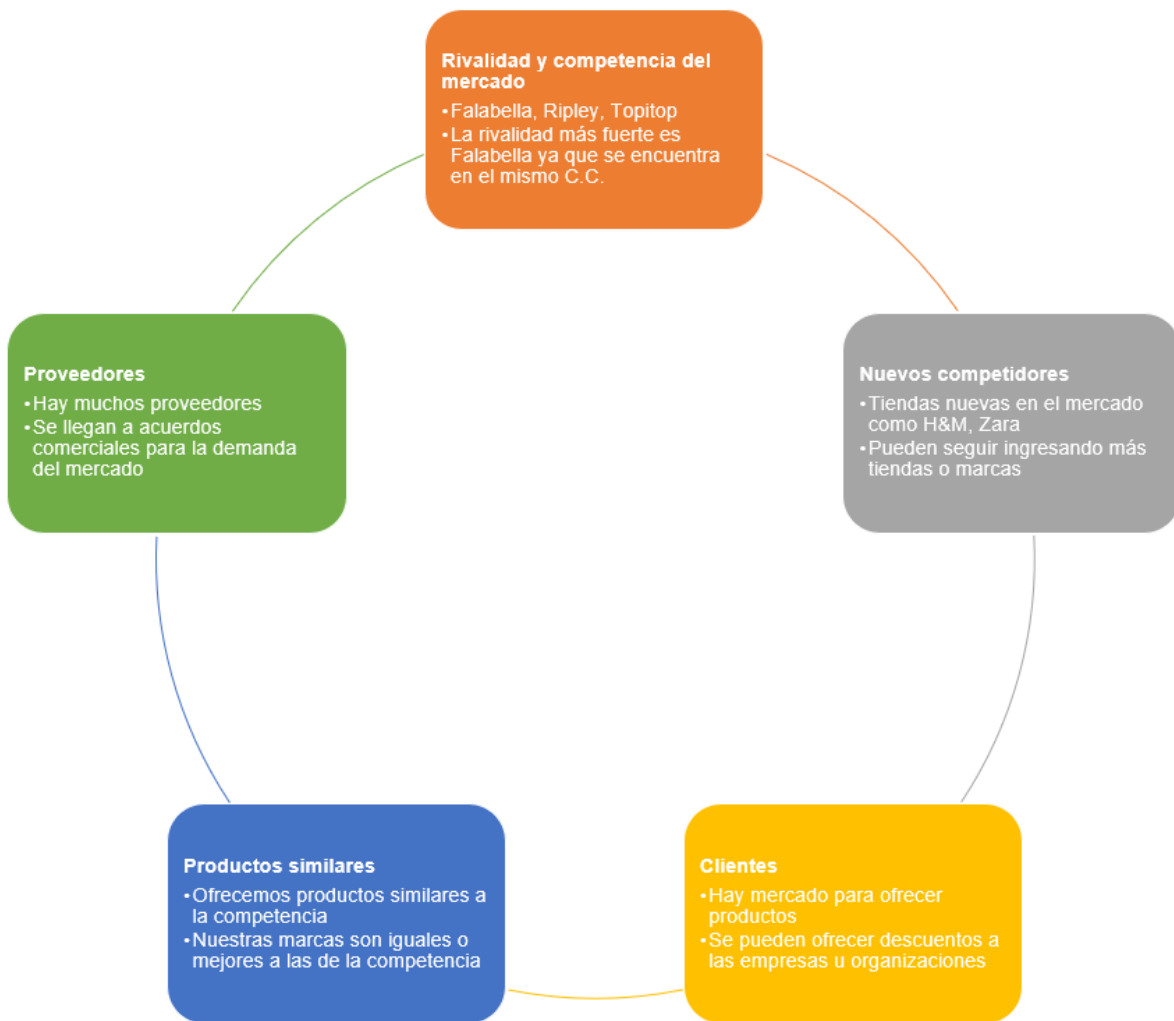 Rivalidad y competencia del
mercado
•Falabella, Ripley, Topitop
•La rivalidad más fuerte es
Falabella ya que se encuentra
en el mismo C.C.
Nuevos competidores
•Tiendas nuevas en el mercado
como H&M, Zara
•Pueden seguir ingresando más
tiendas o marcas
Clientes
•Hay mercado para ofrecer
productos
•Se pueden ofrecer descuentos a
las empresas u organizaciones
Productos similares
•Ofrecemos productos similares a
la competencia
•Nuestras marcas son iguales o
mejores a las de la competencia
Proveedores
•Hay muchos proveedores
•Se llegan a acuerdos
comerciales para la demanda
del mercado